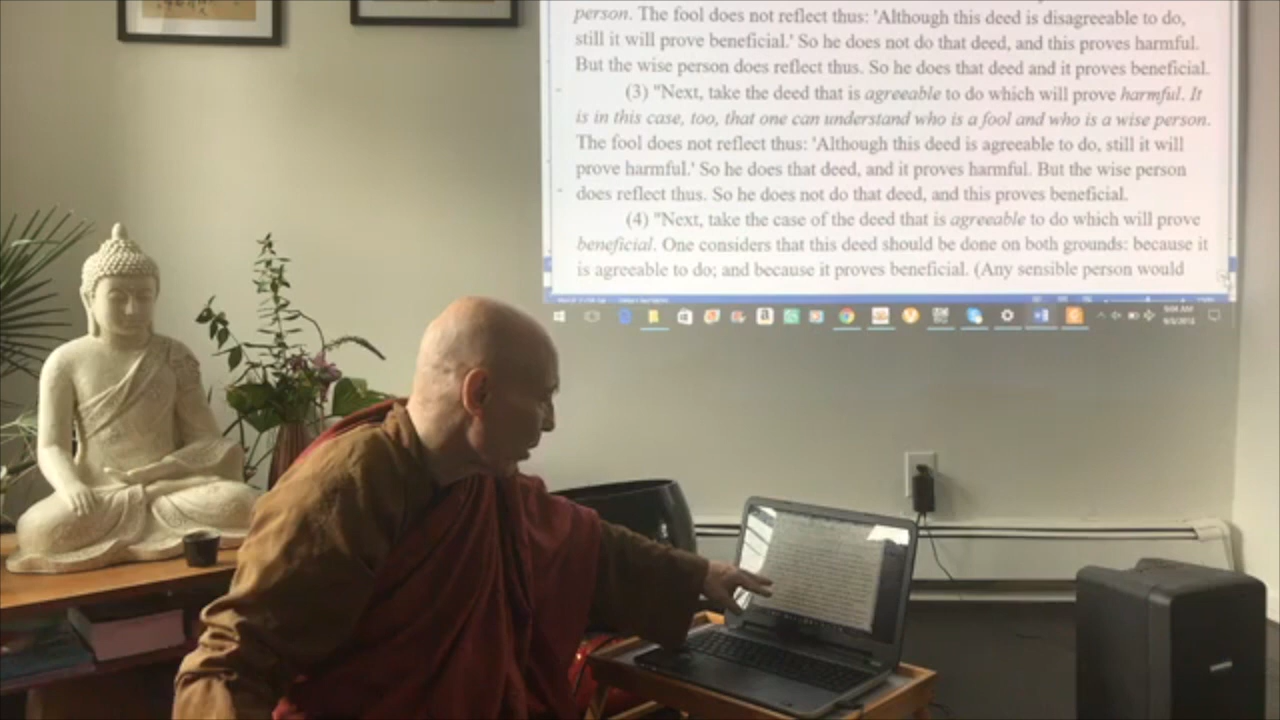 person. The fool does not reflect thus: 'Although this deed is disagreeable to do,
still it will prove beneficial.' So he does not do that deed, and this proves harmful.
But the wise person does reflect thus. So he does that deed and it proves beneficial.
(3) "Next, take the deed that is agreeable to do which will prove harmful. It
is in this case, too, that one can understand who is a fool and who is a wise person.
The fool does not reflect thus: 'Although this deed is agreeable to do, still it will
prove harmful.' So he does that deed, and it proves harmful. But the wise person
does reflect thus. So he does not do that deed, and this proves beneficial.
(4) "Next, take the case of the deed that is agreeable to do which will prove
beneficial. One considers that this deed should be done on both grounds: because it
is agreeable to do; and because it proves beneficial. (Any sensible person would